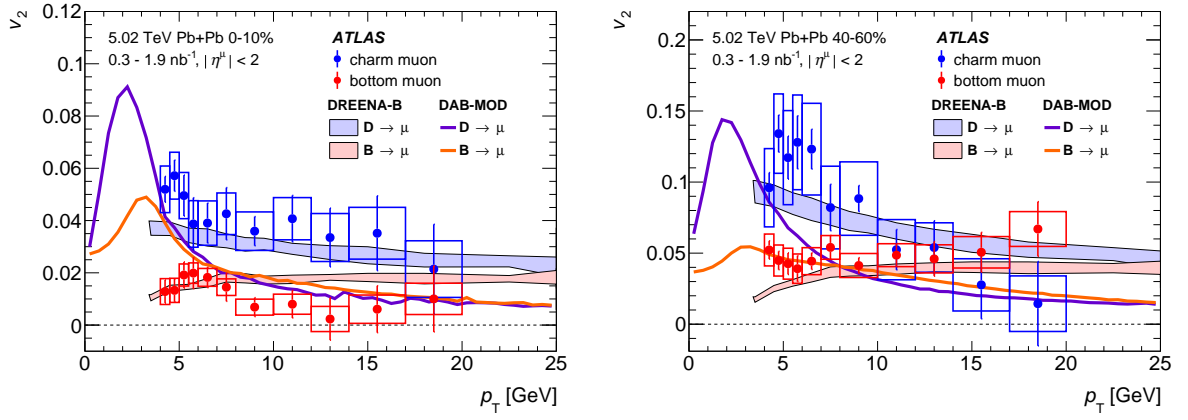 v₂
0.12
0.1
0.08
0.06
0.04
0.02
0
5.02 TeV Pb+Pb 0-10%
0.3 - 1.9 nb⁻¹, | η^μ | < 2
ATLAS
charm muon
bottom muon
DREENA-B DAB-MOD
D → μ D → μ
B → μ B → μ
0 5 10 15 20 25
p_T [GeV]
v₂
0.2
0.15
0.1
0.05
0
5.02 TeV Pb+Pb 40-60%
0.3 - 1.9 nb⁻¹, | η^μ | < 2
ATLAS
charm muon
bottom muon
DREENA-B DAB-MOD
D → μ D → μ
B → μ B → μ
0 5 10 15 20 25
p_T [GeV]